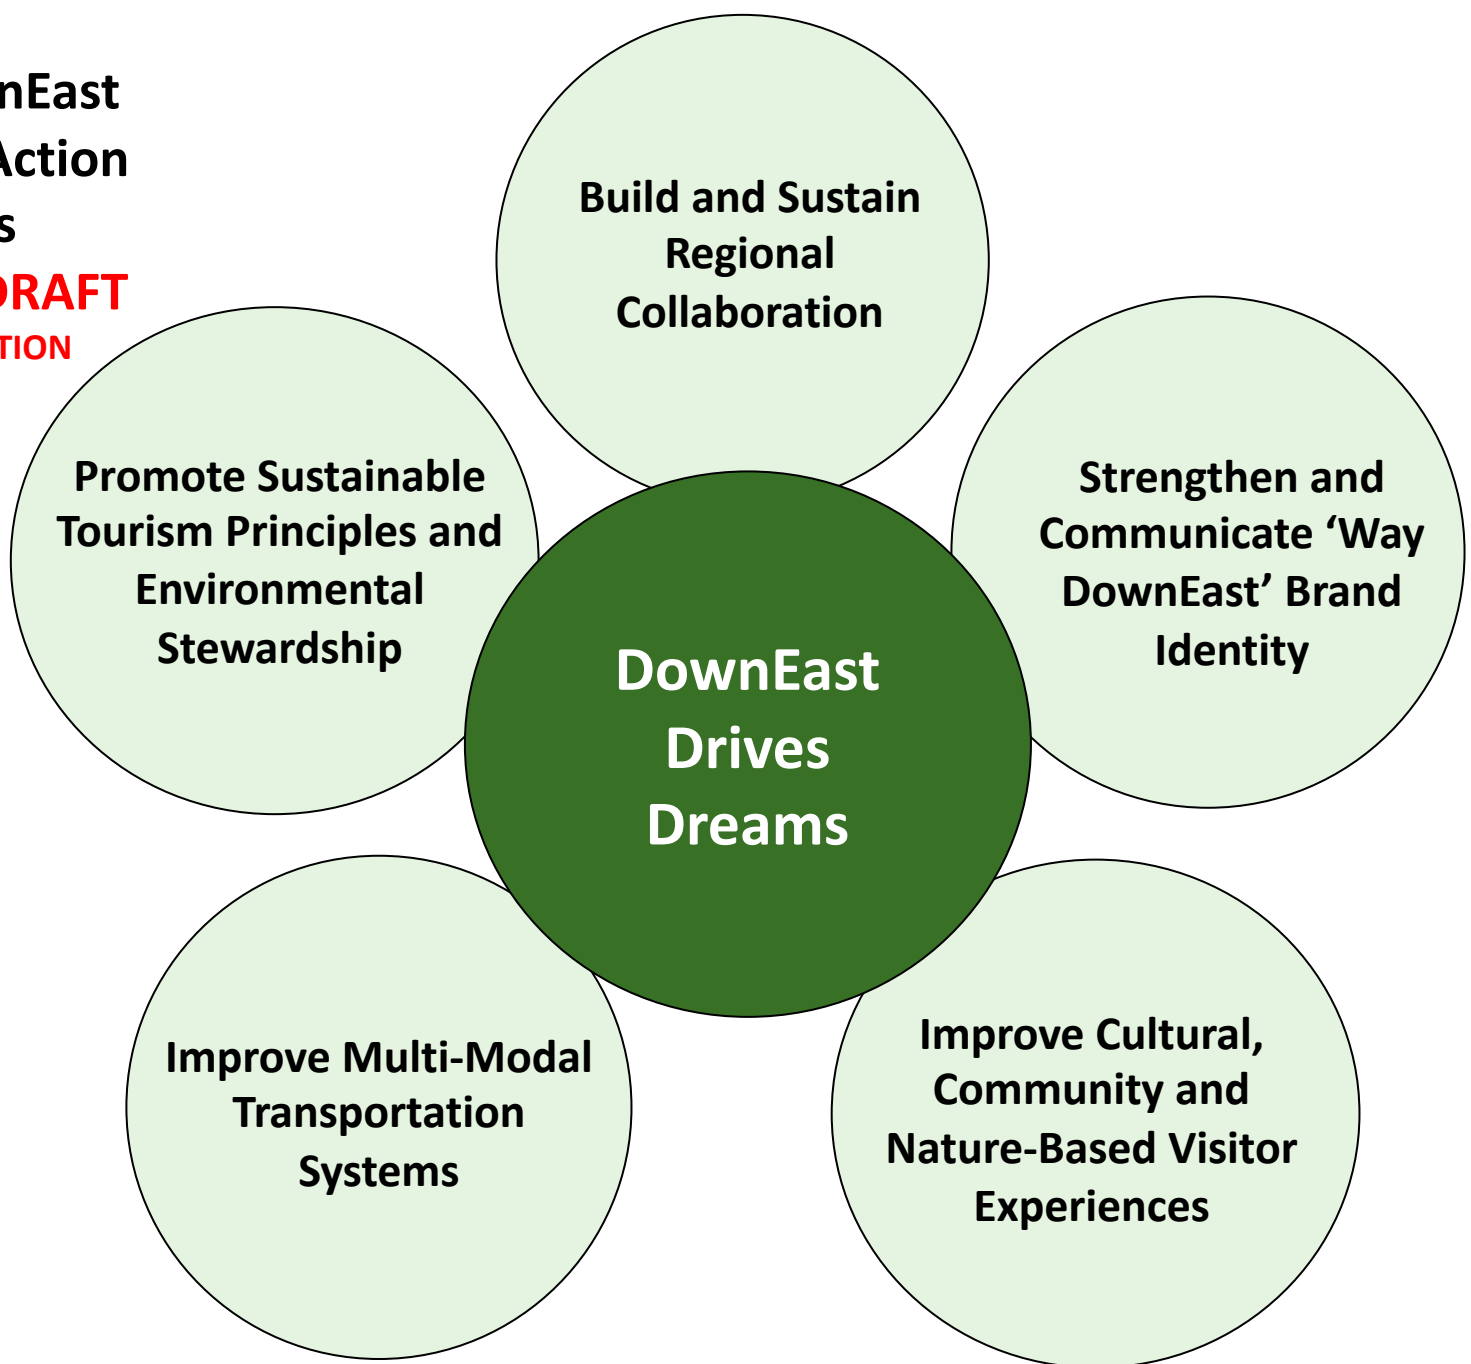 nEast
Action
s
DRAFT
TION
Build and Sustain
Regional
Collaboration
Strengthen and
Communicate ‘Way
DownEast’ Brand
Identity
Promote Sustainable
Tourism Principles and
Environmental
Stewardship
DownEast
Drives
Dreams
Improve Multi-Modal
Transportation
Systems
Improve Cultural,
Community and
Nature-Based Visitor
Experiences